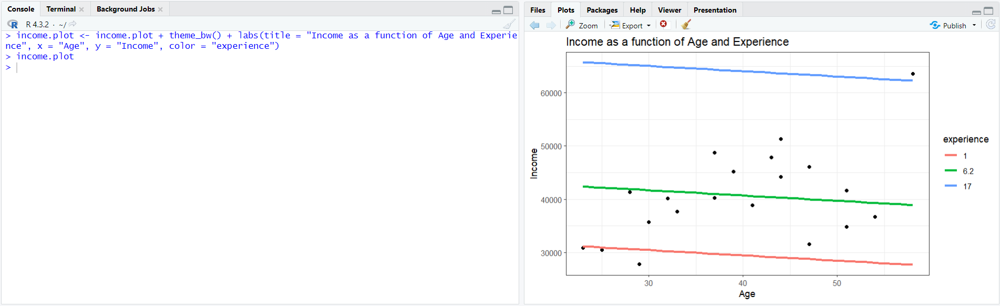 Console Terminal Background Jobs
R R 4.3.2 · ~/
> income.plot <- income.plot + theme_bw() + labs(title = "Income as a function of Age and Experie
nce", x = "Age", y = "Income", color = "experience")
> income.plot
>
Files Plots Packages Help Viewer Presentation
Zoom Export Publish
Income as a function of Age and Experience
Income
60000
50000
40000
30000
30 40 50
Age
experience
1
6.2
17